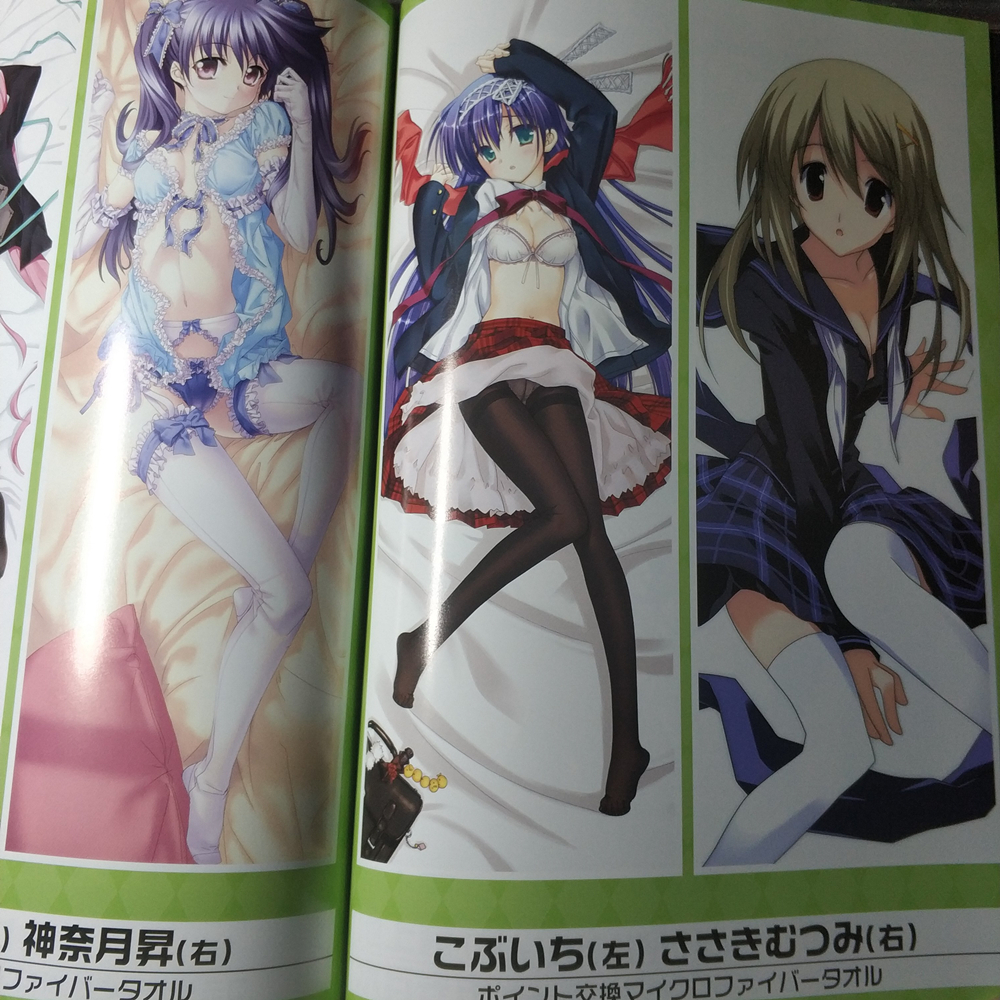 ) 神奈月昇(右)
ファイバータオル
こぶいち(左) ささきむつみ(右)
ポイント交換マイクロファイバータオル